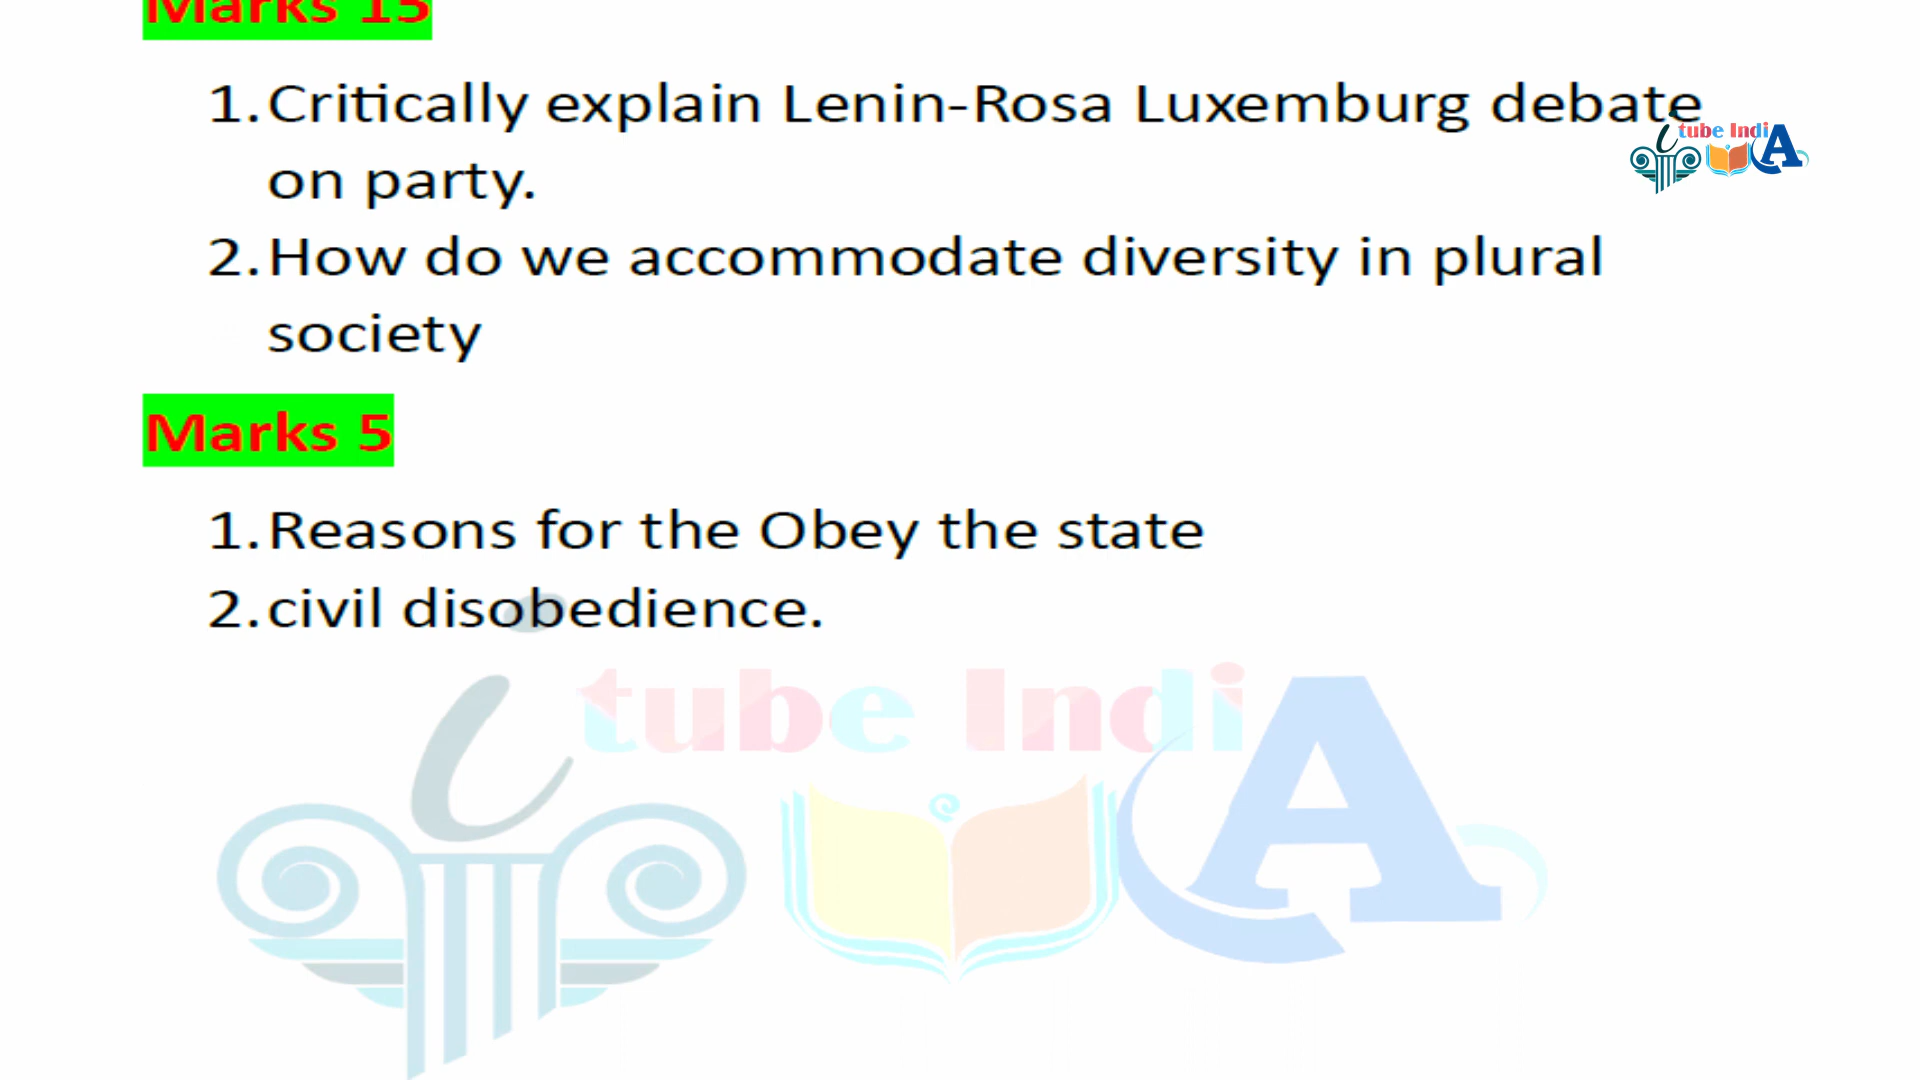 Marks 15
1. Critically explain Lenin-Rosa Luxemburg debate
on party.
tube IndiA
2. How do we accommodate diversity in plural
society
Marks 5
1. Reasons for the Obey the state
2. civil disobedience.
i tube IndiA